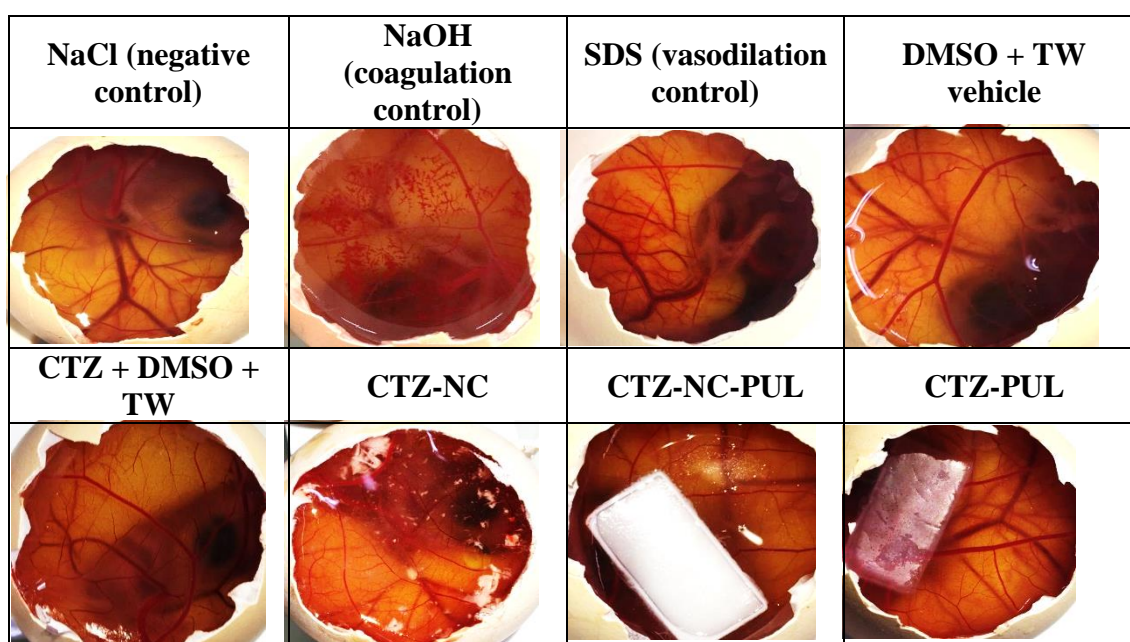 NaCl (negative
control)
NaOH
(coagulation
control)
SDS (vasodilation
control)
DMSO + TW
vehicle
CTZ + DMSO +
TW
CTZ-NC
CTZ-NC-PUL
CTZ-PUL